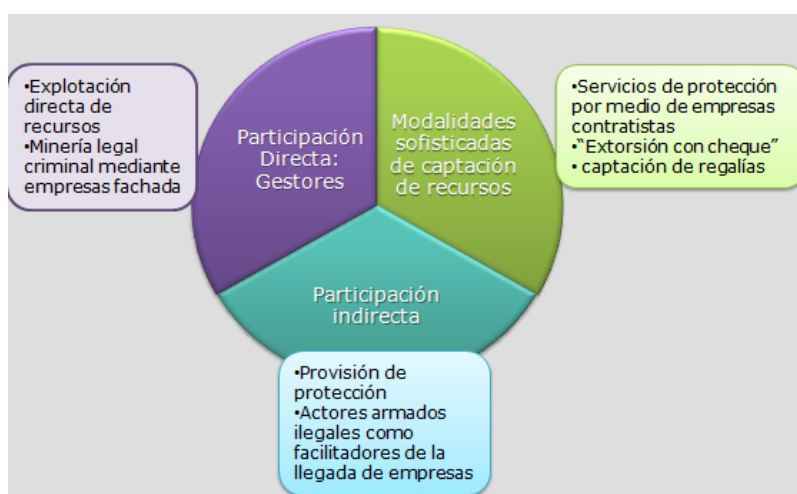 •Explotación
directa de
recursos
•Minería legal
criminal mediante
empresas fachada
Participación
Directa:
Gestores
Modalidades
sofisticadas
de captación
de recursos
•Servicios de protección
por medio de empresas
contratistas
•“Extorsión con cheque”
• captación de regalías
Participación
indirecta
•Provisión de
protección
•Actores armados
ilegales como
facilitadores de la
llegada de empresas